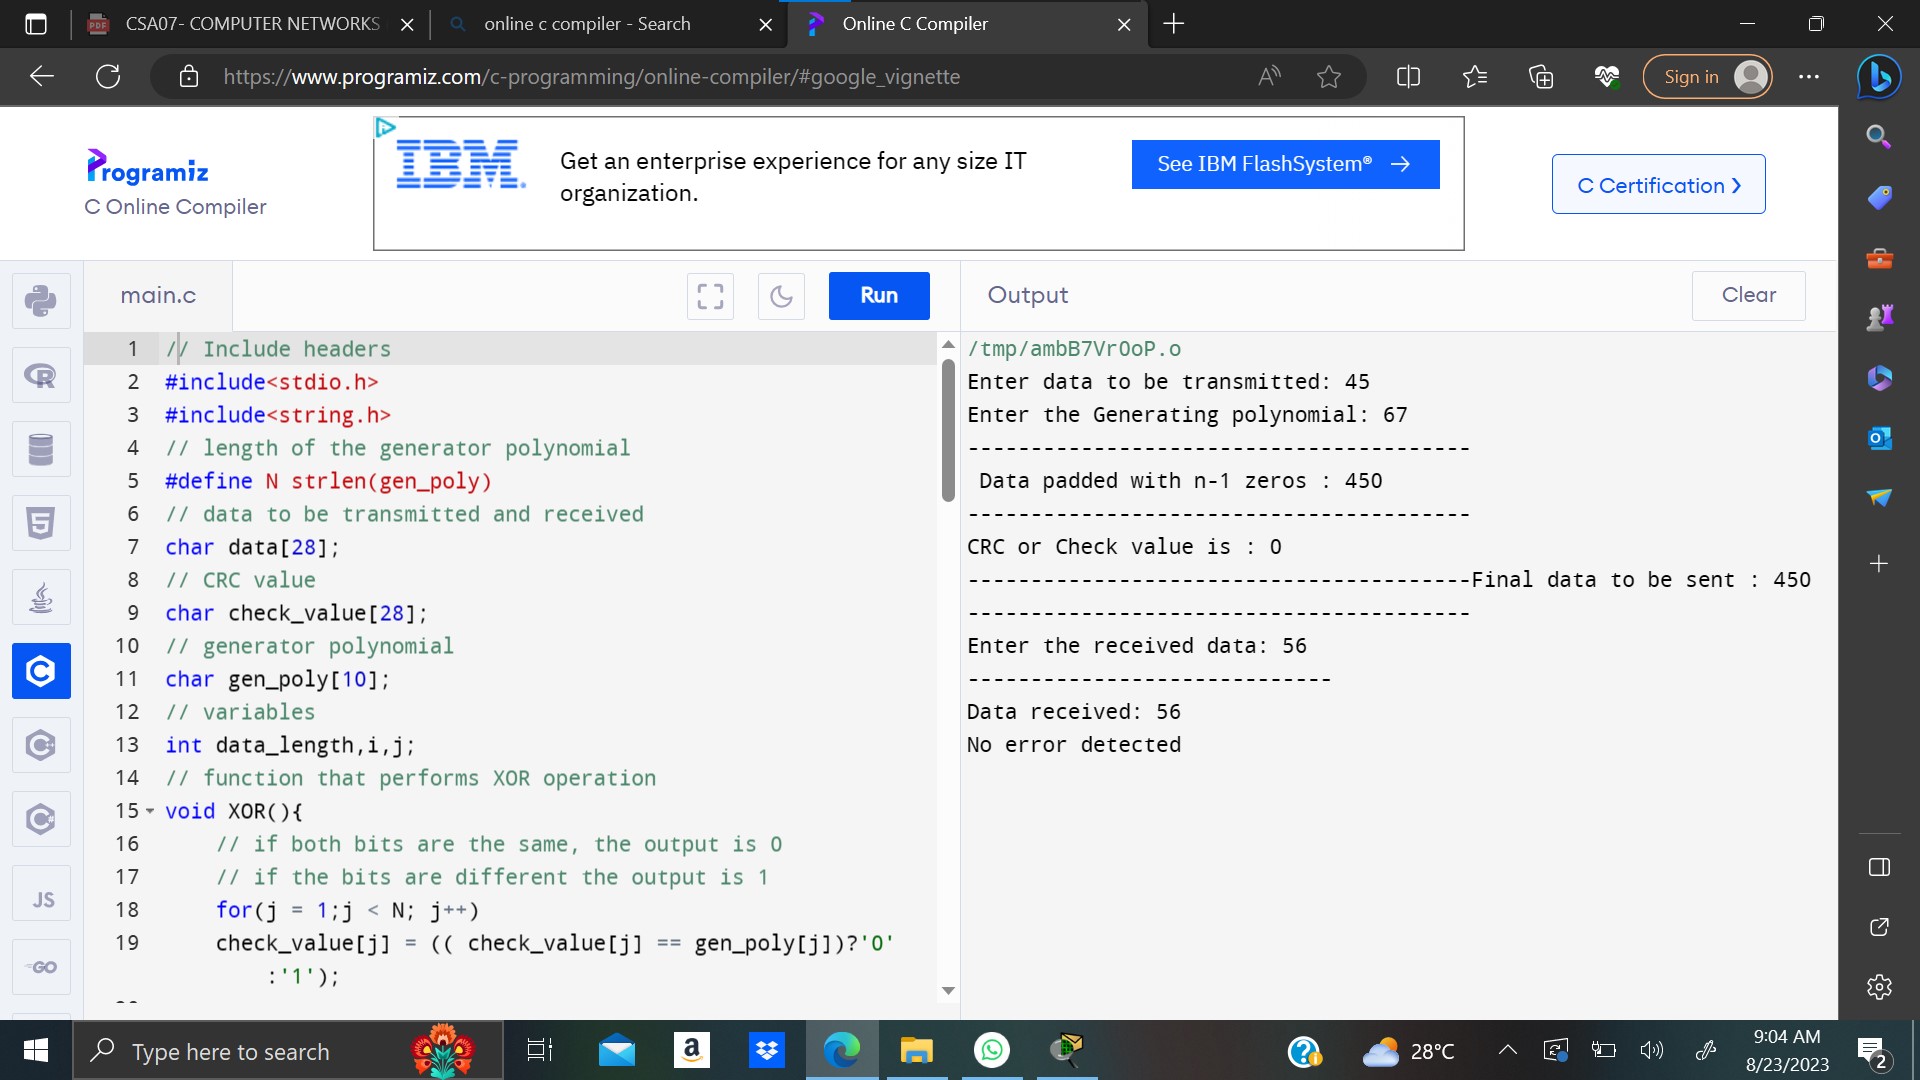 CSA07- COMPUTER NETWORKS
online c compiler - Search
Online C Compiler
https://www.programiz.com/c-programming/online-compiler/#google_vignette
Sign in
Programiz
C Online Compiler
IBM
Get an enterprise experience for any size IT
organization.
See IBM FlashSystem® →
C Certification ❯
main.c
Run
Output
Clear
1 // Include headers
2 #include<stdio.h>
3 #include<string.h>
4 // length of the generator polynomial
5 #define N strlen(gen_poly)
6 // data to be transmitted and received
7 char data[28];
8 // CRC value
9 char check_value[28];
10 // generator polynomial
11 char gen_poly[10];
12 // variables
13 int data_length,i,j;
14 // function that performs XOR operation
15 void XOR(){
16 // if both bits are the same, the output is 0
17 // if the bits are different the output is 1
18 for(j = 1;j < N; j++)
19 check_value[j] = (( check_value[j] == gen_poly[j])?'0'
:'1');
/tmp/ambB7VrOoP.o
Enter data to be transmitted: 45
Enter the Generating polynomial: 67
----------------------------------------
Data padded with n-1 zeros : 450
----------------------------------------
CRC or Check value is : 0
----------------------------------------Final data to be sent : 450
----------------------------------------
Enter the received data: 56
-----------------------------
Data received: 56
No error detected
JS
GO
Type here to search
28°C
9:04 AM
8/23/2023
2